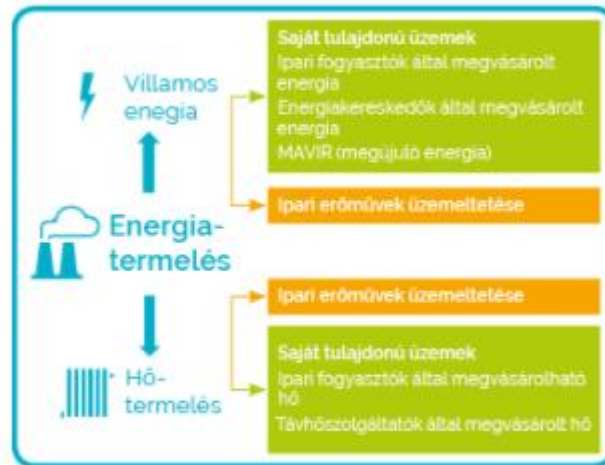 Villamos
enegia
Saját tulajdonú üzemek
Ipari fogyasztók által megvásárolt
energia
Energiakereskedők által megvásárolt
energia
MAVIR (megújuló energia)
Ipari erőművek üzemeltetése
Energia-
termelés
Ipari erőművek üzemeltetése
Hő-
termelés
Saját tulajdonú üzemek
Ipari fogyasztók által megvásárolható
hő
Távhőszolgáltatók által megvásárolt hő